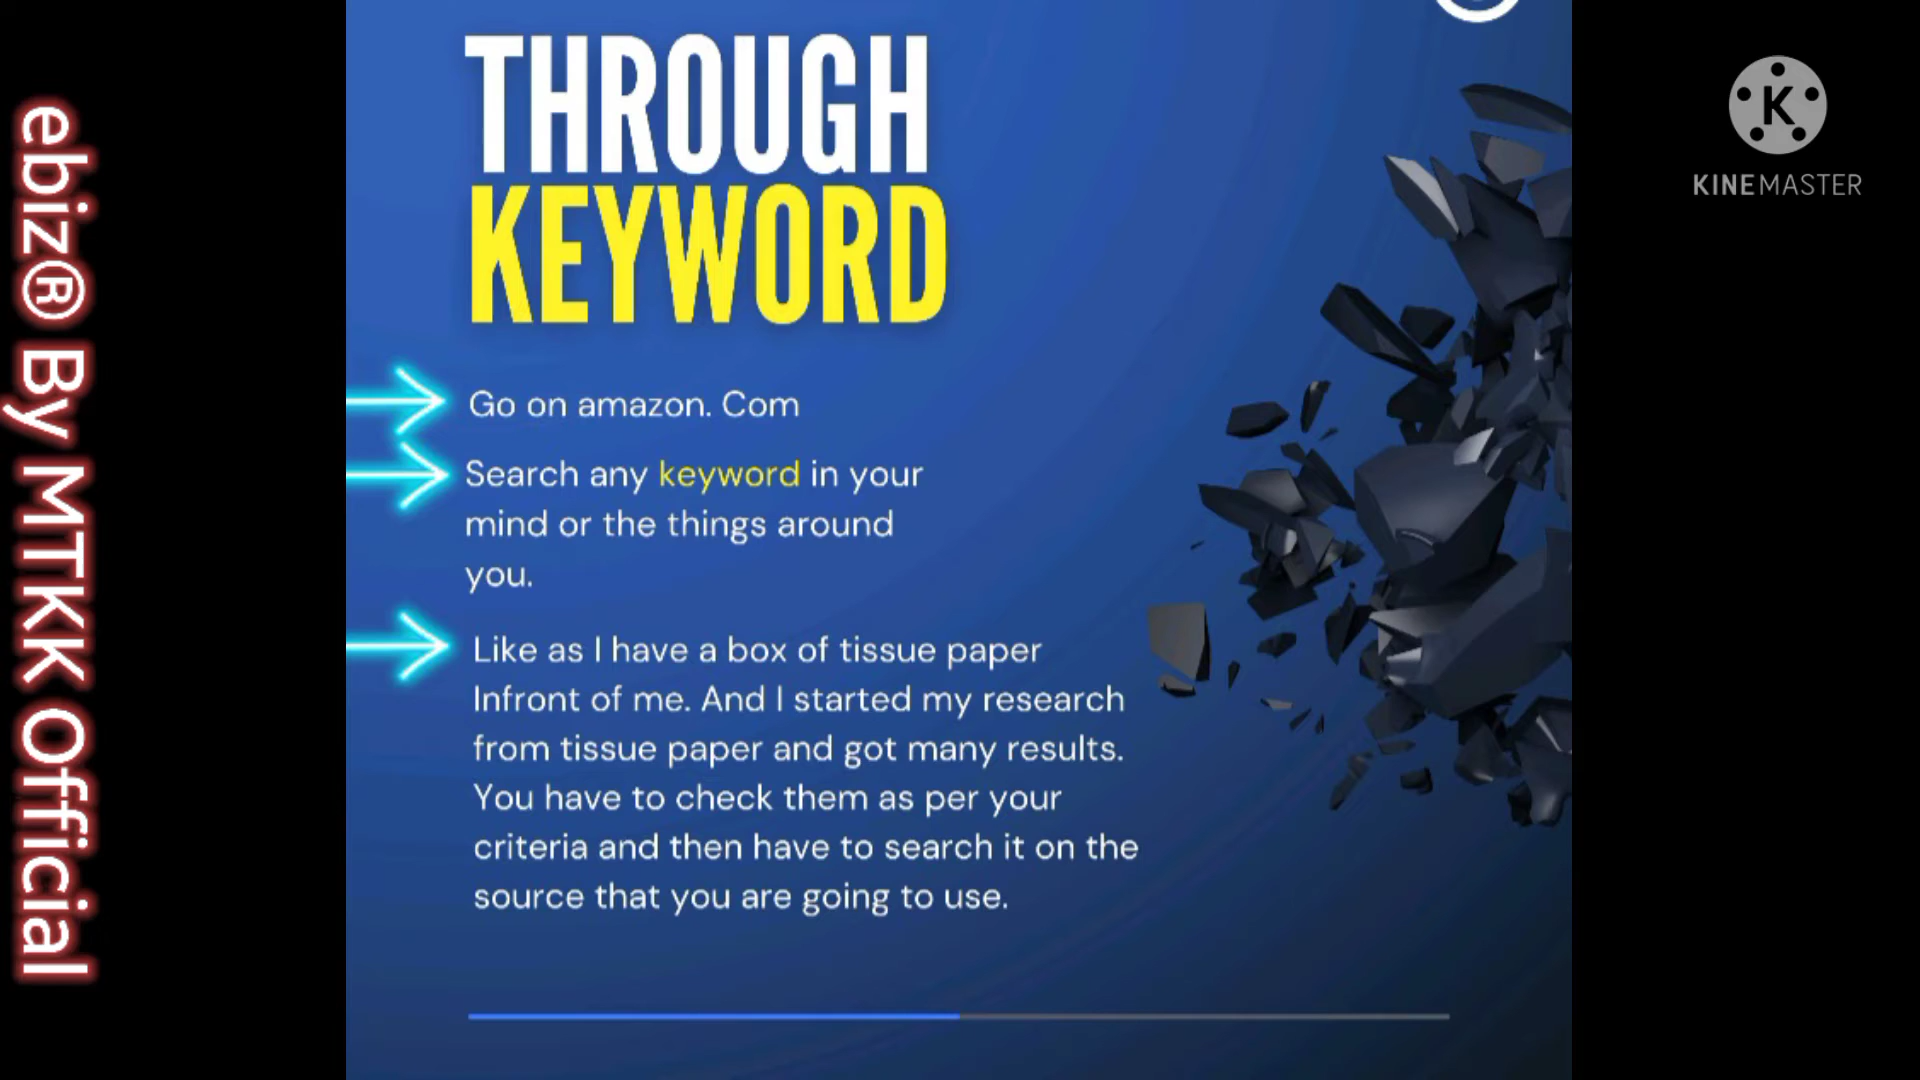 THROUGH
KEYWORD
Go on amazon. Com
Search any keyword in your
mind or the things around
you.
Like as I have a box of tissue paper
Infront of me. And I started my research
from tissue paper and got many results.
You have to check them as per your
criteria and then have to search it on the
source that you are going to use.
ebiz® By MTKK Official
K
KINEMASTER